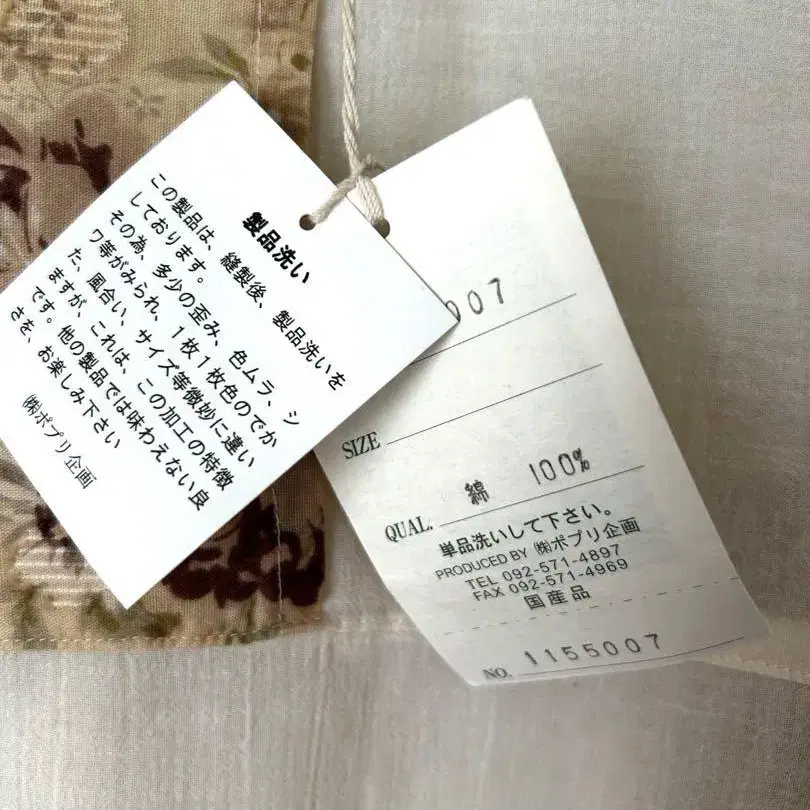 製品洗い
この製品は、縫製後、製品洗いを
しております。
その為、多少の歪み、色ムラ、シ
ワ等がみられ、1枚1枚色のでか
た、風合い、サイズ等微妙に違い
ますが、これは、この加工の特徴
です。他の製品では味わえない良
さを、お楽しみ下さい
㈱ポプリ企画
007
SIZE
QUAL. 綿 100%
単品洗いして下さい。
PRODUCED BY ㈱ポプリ企画
TEL 092-571-4897
FAX 092-571-4969
国産品
NO. 1155007